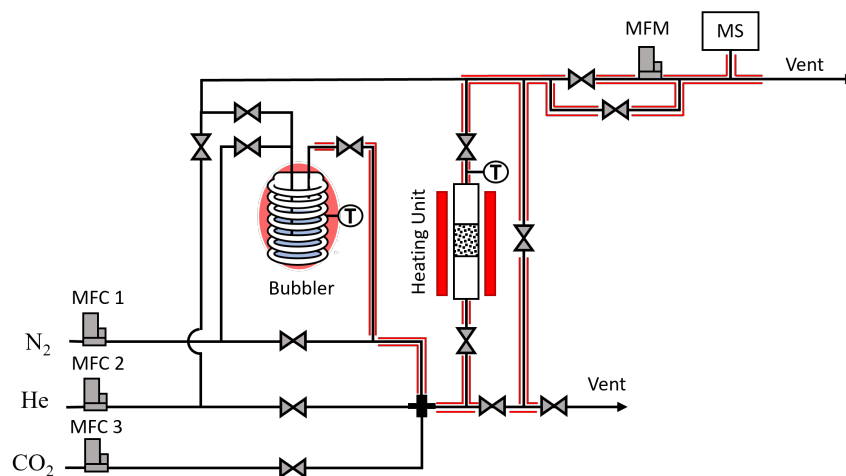 MFM
MS
Vent
T
T
Heating Unit
Bubbler
MFC 1
N₂
MFC 2
He
Vent
MFC 3
CO₂